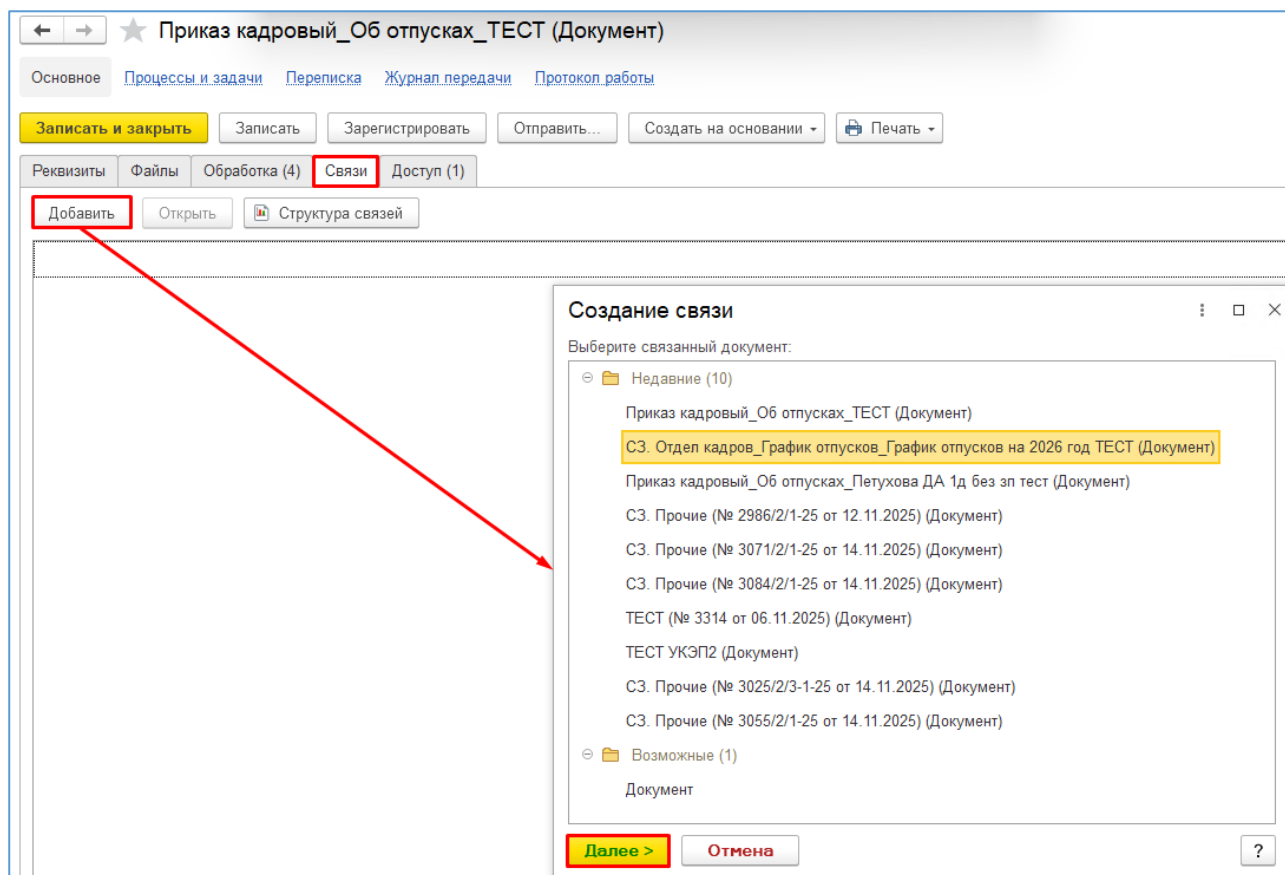 Приказ кадровый_Об отпусках_ТЕСТ (Документ)
Основное Процессы и задачи Переписка Журнал передачи Протокол работы
Записать и закрыть Записать Зарегистрировать Отправить... Создать на основании Печать
Реквизиты Файлы Обработка (4) Связи Доступ (1)
Добавить Открыть Структура связей
Создание связи
Выберите связанный документ:
Недавние (10)
Приказ кадровый_Об отпусках_ТЕСТ (Документ)
СЗ. Отдел кадров_График отпусков_График отпусков на 2026 год ТЕСТ (Документ)
Приказ кадровый_Об отпусках_Петухова ДА 1д без зп тест (Документ)
СЗ. Прочие (№ 2986/2/1-25 от 12.11.2025) (Документ)
СЗ. Прочие (№ 3071/2/1-25 от 14.11.2025) (Документ)
СЗ. Прочие (№ 3084/2/1-25 от 14.11.2025) (Документ)
ТЕСТ (№ 3314 от 06.11.2025) (Документ)
ТЕСТ УКЭП2 (Документ)
СЗ. Прочие (№ 3025/2/3-1-25 от 14.11.2025) (Документ)
СЗ. Прочие (№ 3055/2/1-25 от 14.11.2025) (Документ)
Возможные (1)
Документ
Далее > Отмена ?